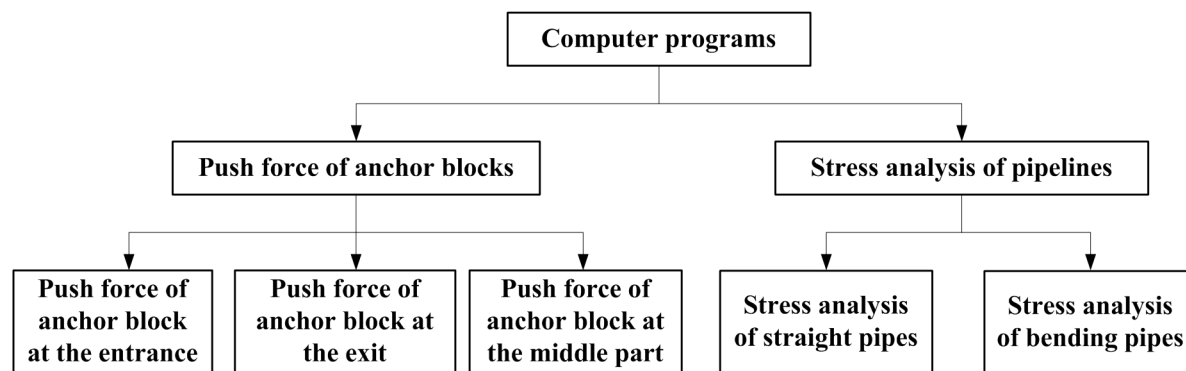 Computer programs
Push force of anchor blocks
Stress analysis of pipelines
Push force of
anchor block
at the entrance
Push force of
anchor block at
the exit
Push force of
anchor block at
the middle part
Stress analysis
of straight pipes
Stress analysis
of bending pipes